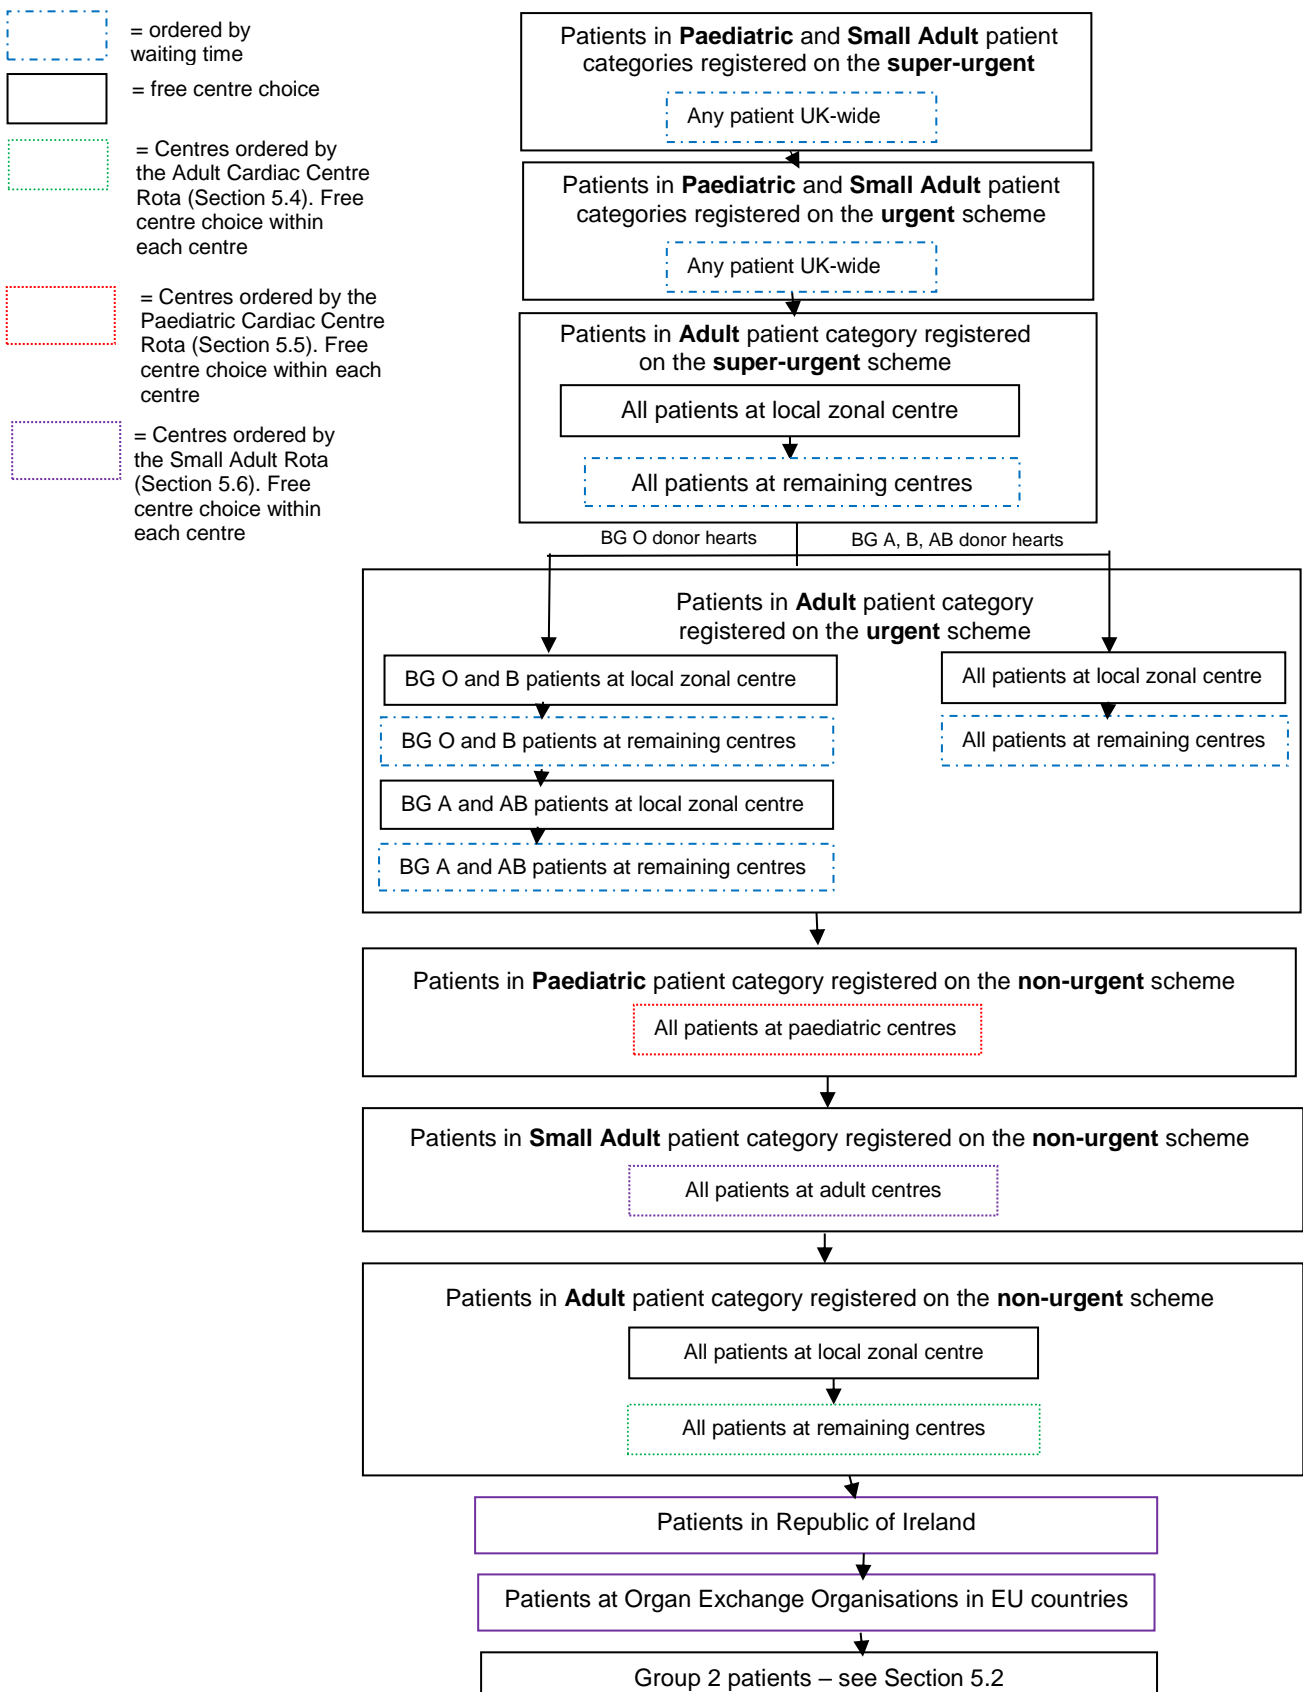 = ordered by
waiting time
= free centre choice
= Centres ordered by
the Adult Cardiac Centre
Rota (Section 5.4). Free
centre choice within
each centre
= Centres ordered by the
Paediatric Cardiac Centre
Rota (Section 5.5). Free
centre choice within each
centre
= Centres ordered by
the Small Adult Rota
(Section 5.6). Free
centre choice within
each centre
Patients in Paediatric and Small Adult patient
categories registered on the super-urgent
Any patient UK-wide
Patients in Paediatric and Small Adult patient
categories registered on the urgent scheme
Any patient UK-wide
Patients in Adult patient category registered
on the super-urgent scheme
All patients at local zonal centre
All patients at remaining centres
BG O donor hearts
BG A, B, AB donor hearts
Patients in Adult patient category
registered on the urgent scheme
BG O and B patients at local zonal centre
BG O and B patients at remaining centres
BG A and AB patients at local zonal centre
BG A and AB patients at remaining centres
All patients at local zonal centre
All patients at remaining centres
Patients in Paediatric patient category registered on the non-urgent scheme
All patients at paediatric centres
Patients in Small Adult patient category registered on the non-urgent scheme
All patients at adult centres
Patients in Adult patient category registered on the non-urgent scheme
All patients at local zonal centre
All patients at remaining centres
Patients in Republic of Ireland
Patients at Organ Exchange Organisations in EU countries
Group 2 patients – see Section 5.2